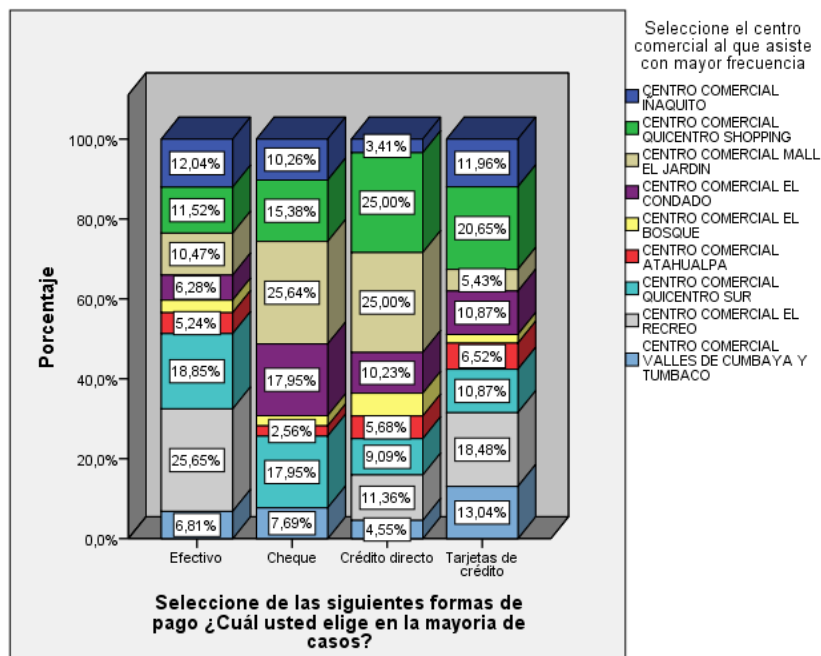 Seleccione el centro
comercial al que asiste
con mayor frecuencia
CENTRO COMERCIAL
IÑAQUITO
CENTRO COMERCIAL
QUICENTRO SHOPPING
CENTRO COMERCIAL MALL
EL JARDIN
CENTRO COMERCIAL EL
CONDADO
CENTRO COMERCIAL EL
BOSQUE
CENTRO COMERCIAL
ATAHUALPA
CENTRO COMERCIAL
QUICENTRO SUR
CENTRO COMERCIAL EL
RECREO
CENTRO COMERCIAL
VALLES DE CUMBAYA Y
TUMBACO
Porcentaje
100,0%
80,0%
60,0%
40,0%
20,0%
0,0%
12,04%
11,52%
10,47%
6,28%
5,24%
18,85%
25,65%
6,81%
10,26%
15,38%
25,64%
17,95%
2,56%
17,95%
7,69%
3,41%
25,00%
25,00%
10,23%
5,68%
9,09%
11,36%
4,55%
11,96%
20,65%
5,43%
10,87%
6,52%
10,87%
18,48%
13,04%
Efectivo
Cheque
Crédito directo
Tarjetas de
crédito
Seleccione de las siguientes formas de
pago ¿Cuál usted elige en la mayoria de
casos?